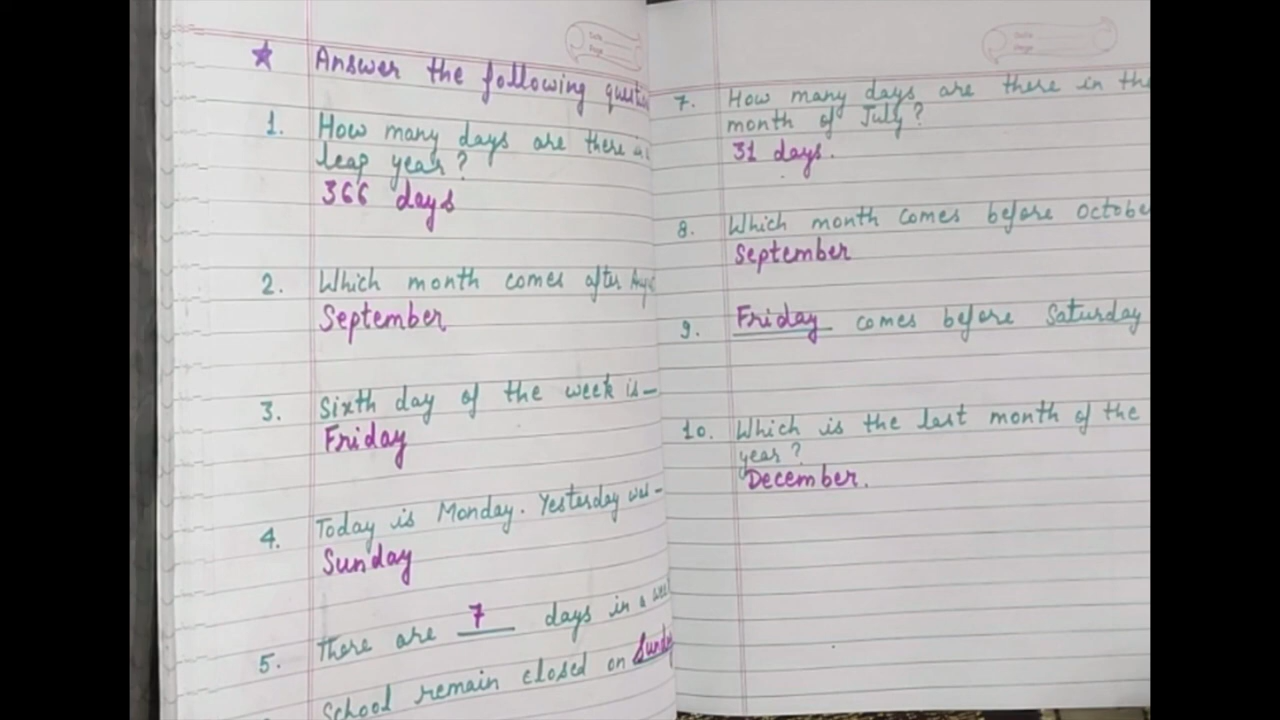 Answer the following
1. How many days are there in
leap year?
366 days
2. Which month comes after
September
3. Sixth day of the week is—
Friday
4. Today is Monday. Yesterday was—
Sunday
5. There are 7 days in a
School remain closed on
Date
Page
7. How many days are there in the
month of July?
31 days.
8. Which month comes before October
September
9. Friday comes before Saturday
10. Which is the last month of the
year?
December.